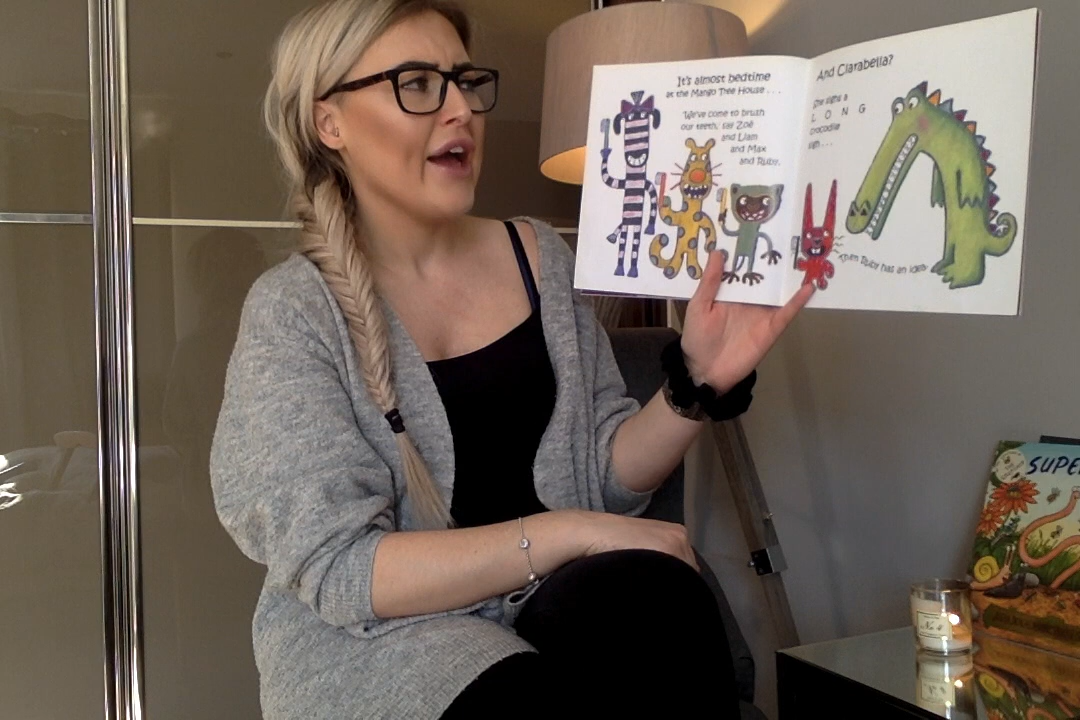 It's almost bedtime
at the Mango Tree House . . .
We've come to brush
our teeth, say Zoë
and Liam
and Max
and Ruby.
And Clarabella?
She sighs a
L O N G
crocodile
sigh . . .
Then Ruby has an idea.
SUPE